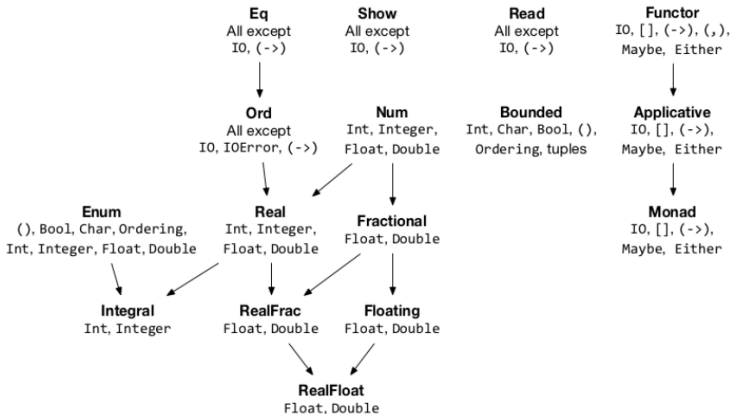 Eq
All except
IO, (->)
Show
All except
IO, (->)
Read
All except
IO, (->)
Functor
IO, [], (->), (,),
Maybe, Either
Ord
All except
IO, IOError, (->)
Num
Int, Integer,
Float, Double
Bounded
Int, Char, Bool, (),
Ordering, tuples
Applicative
IO, [], (->),
Maybe, Either
Enum
(), Bool, Char, Ordering,
Int, Integer, Float, Double
Real
Int, Integer,
Float, Double
Fractional
Float, Double
Monad
IO, [], (->),
Maybe, Either
Integral
Int, Integer
RealFrac
Float, Double
Floating
Float, Double
RealFloat
Float, Double